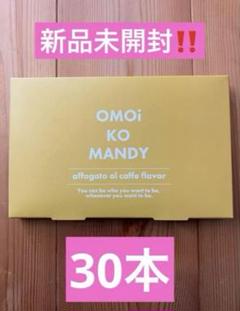 新品未開封‼️
OMOi
KO
MANDY
affogato al caffe flavor
You can be who you want to be,
whenever you want to be.
30本